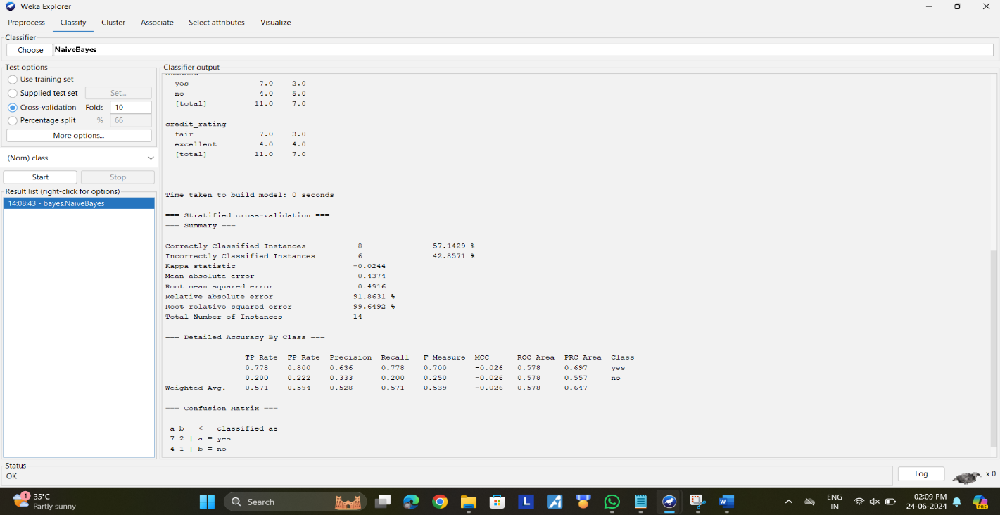 Weka Explorer
Preprocess Classify Cluster Associate Select attributes Visualize
Classifier
Choose NaiveBayes
Test options
Use training set
Supplied test set Set...
Cross-validation Folds 10
Percentage split % 66
More options...
(Nom) class
Start Stop
Result list (right-click for options)
14:08:43 - bayes.NaiveBayes
Classifier output
yes 7.0 2.0
no 4.0 5.0
[total] 11.0 7.0
credit_rating
fair 7.0 3.0
excellent 4.0 4.0
[total] 11.0 7.0
Time taken to build model: 0 seconds
=== Stratified cross-validation ===
=== Summary ===
Correctly Classified Instances 8 57.1429 %
Incorrectly Classified Instances 6 42.8571 %
Kappa statistic -0.0244
Mean absolute error 0.4374
Root mean squared error 0.4916
Relative absolute error 91.8631 %
Root relative squared error 99.6492 %
Total Number of Instances 14
=== Detailed Accuracy By Class ===
TP Rate FP Rate Precision Recall F-Measure MCC ROC Area PRC Area Class
0.778 0.800 0.636 0.778 0.700 -0.026 0.578 0.697 yes
0.200 0.222 0.333 0.200 0.250 -0.026 0.578 0.557 no
Weighted Avg. 0.571 0.594 0.528 0.571 0.539 -0.026 0.578 0.647
=== Confusion Matrix ===
a b <-- classified as
7 2 | a = yes
4 1 | b = no
Status
OK
Log
x 0
1
35°C
Partly sunny
Search
L
W
ENG
IN
02:09 PM
24-06-2024
PRE